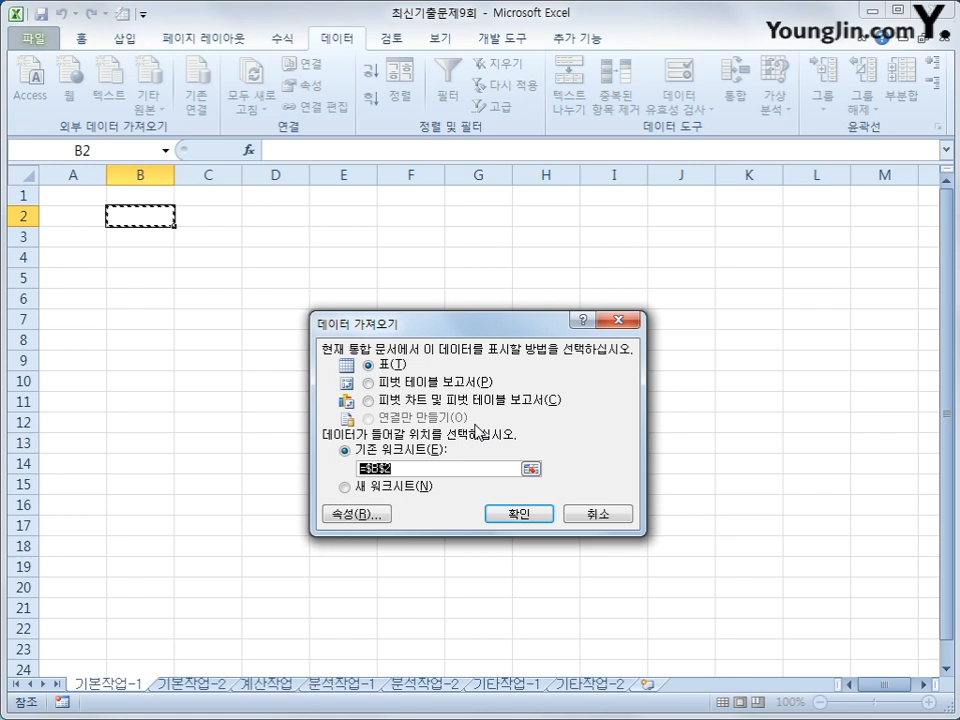 최신기출문제9회 - Microsoft Excel
Younglin.com Y.
파일 홈 삽입 페이지 레이아웃 수식 데이터 검토 보기 개발 도구 추가 기능
Access 웹 텍스트 기타 원본 기존 연결 모두 새로 고침 연결 속성 연결 편집 정렬 필터 지우기 다시 적용 고급 텍스트 나누기 중복된 항목 제거 데이터 유효성 검사 통합 가상 분석 그룹 그룹 해제 부분합
외부 데이터 가져오기 연결 정렬 및 필터 데이터 도구 윤곽선
B2 fx
A B C D E F G H I J K L M
1
2
3
4
5
6
7
8
9
10
11
12
13
14
15
16
17
18
19
20
21
22
23
24
데이터 가져오기
현재 통합 문서에서 이 데이터를 표시할 방법을 선택하십시오.
표(T)
피벗 테이블 보고서(P)
피벗 차트 및 피벗 테이블 보고서(C)
연결만 만들기(O)
데이터가 들어갈 위치를 선택하십시오.
기존 워크시트(E):
=$B$2
새 워크시트(N)
속성(R)... 확인 취소
기본작업-1 기본작업-2 계산작업 분석작업-1 분석작업-2 기타작업-1 기타작업-2
참조 100%